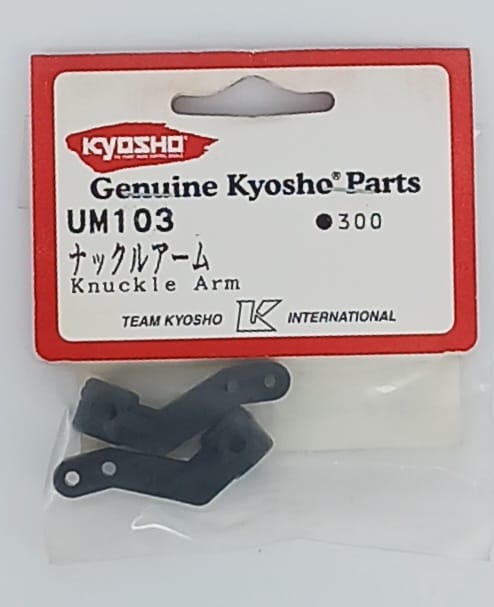 KYOSHO
Genuine Kyosho® Parts
UM103 ●300
ナックルアーム
Knuckle Arm
TEAM KYOSHO K INTERNATIONAL